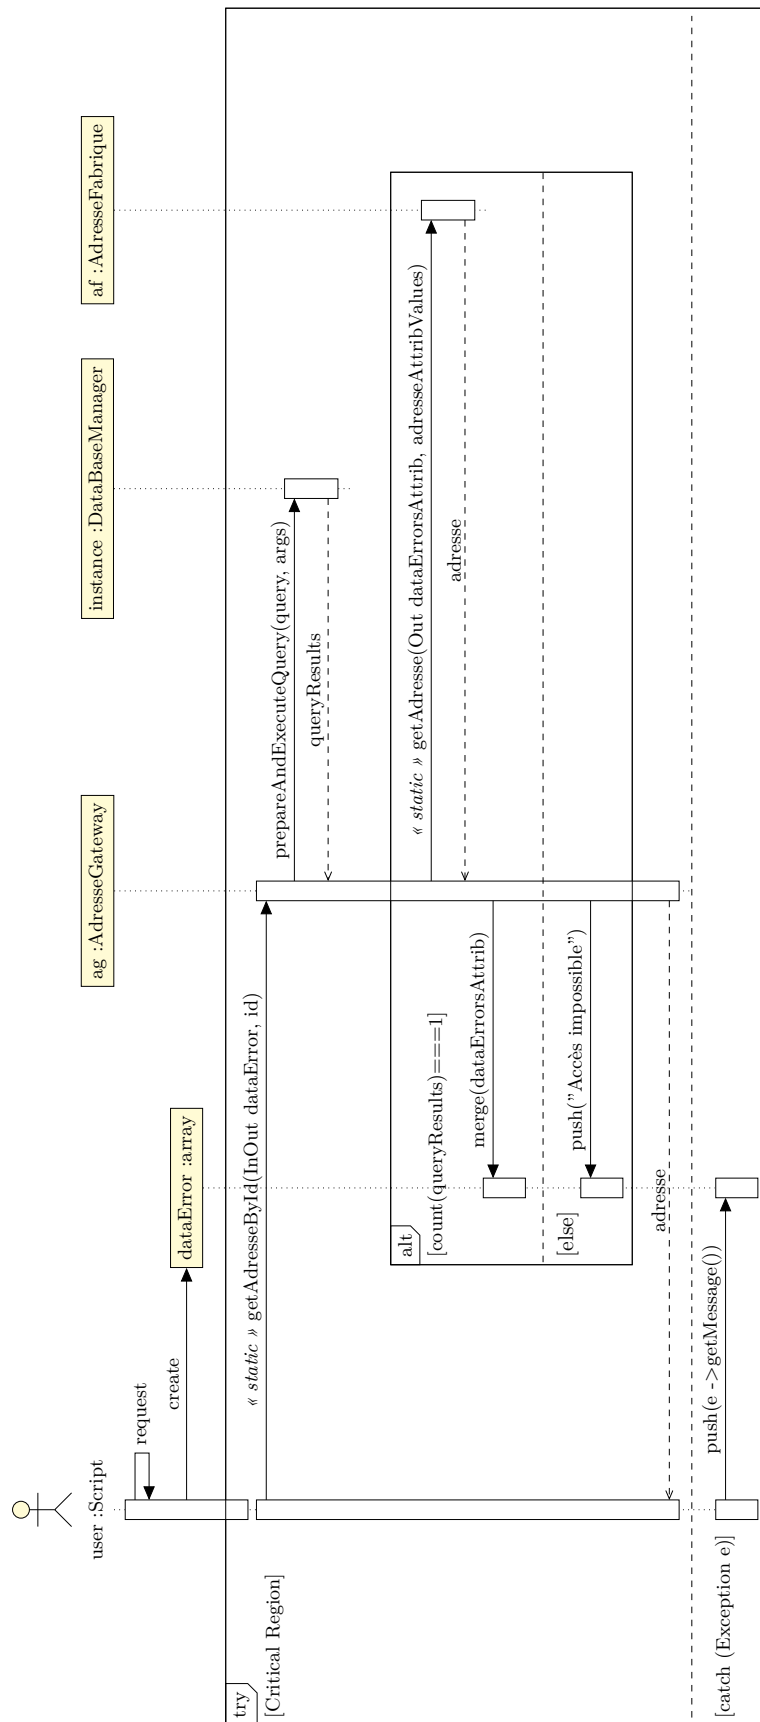 user :Script
dataError :array
ag :AdresseGateway
instance :DataBaseManager
af :AdresseFabrique
request
create
try
[Critical Region]
« static » getAdresseById(InOut dataError, id)
prepareAndExecuteQuery(query, args)
queryResults
alt
[count(queryResults)===1]
« static » getAdresse(Out dataErrorsAttrib, adresseAttribValues)
adresse
merge(dataErrorsAttrib)
[else]
push(”Accès impossible”)
adresse
[catch (Exception e)]
push(e ->getMessage())